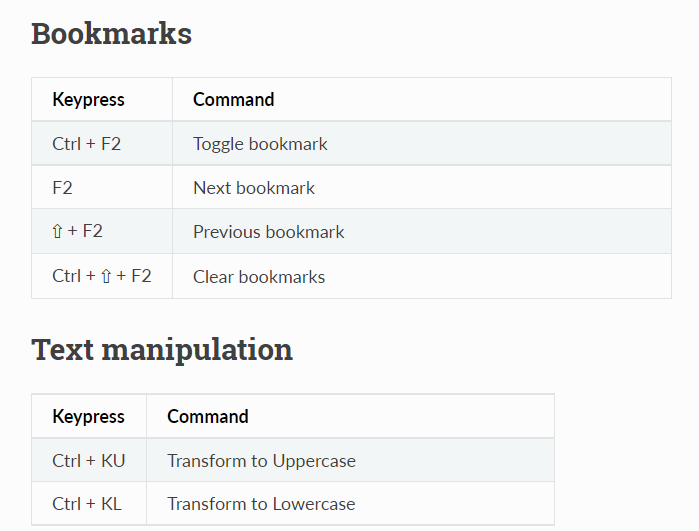 Bookmarks
Keypress Command
Ctrl + F2 Toggle bookmark
F2 Next bookmark
⇧ + F2 Previous bookmark
Ctrl + ⇧ + F2 Clear bookmarks
Text manipulation
Keypress Command
Ctrl + KU Transform to Uppercase
Ctrl + KL Transform to Lowercase